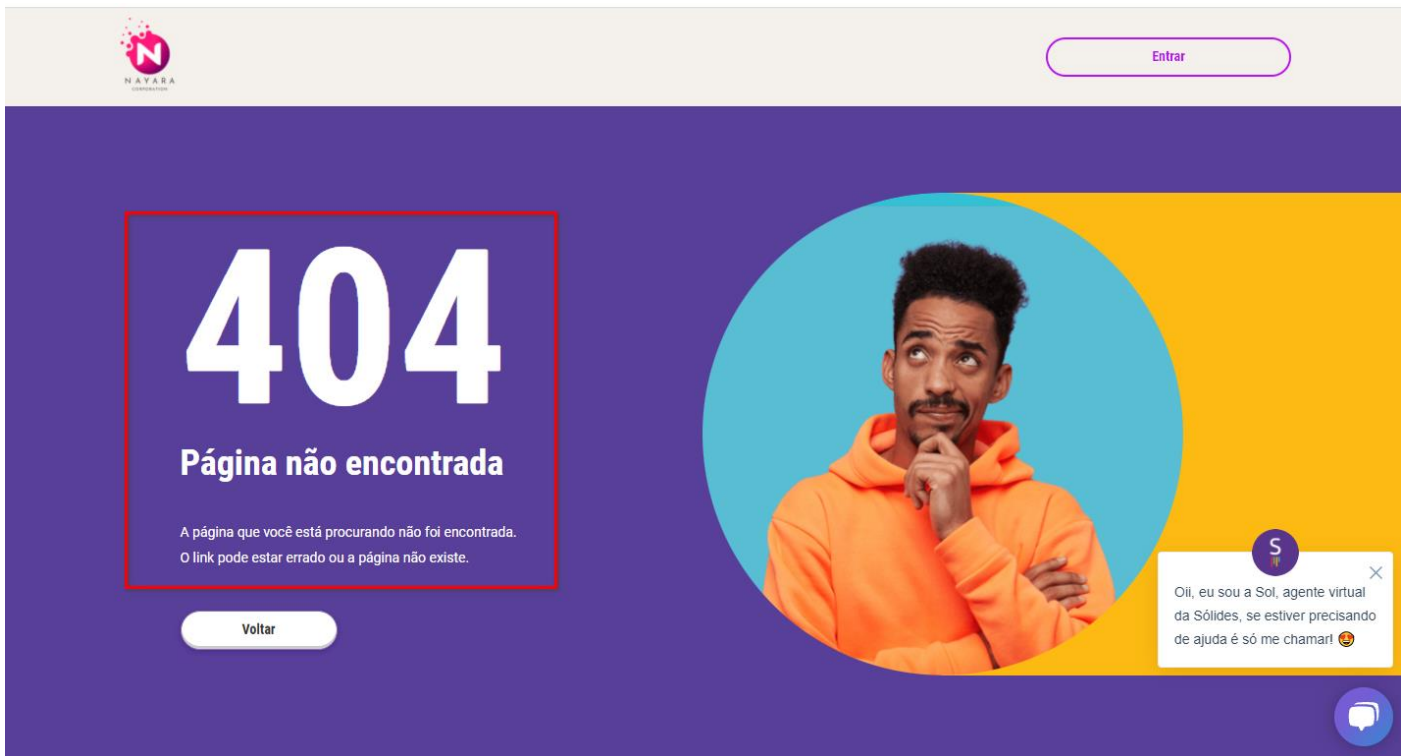 N
NAYARA
CORPORATION
Entrar
404
Página não encontrada
A página que você está procurando não foi encontrada.
O link pode estar errado ou a página não existe.
Voltar
S
Oii, eu sou a Sol, agente virtual
da Sólides, se estiver precisando
de ajuda é só me chamar! 🤩